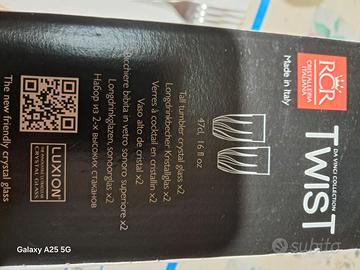 RCR
CRISTALLERIA
ITALIANA
Made in Italy
DA VINCI COLLECTION
TWIST
47cl. 16 fl oz
Tall tumbler crystal glass x2
Longdrinkbecher Kristallglas x2
Verres à cocktail en cristallin x2
Vaso alto de cristal x2
Bicchiere bibita in vetro sonoro superiore x2
Longdrinkglazen, sonoorglas x2
Набор из 2-х высоких стаканов
LUXION
CRYSTAL GLASS
The new friendly crystal glass
Galaxy A25 5G
subito